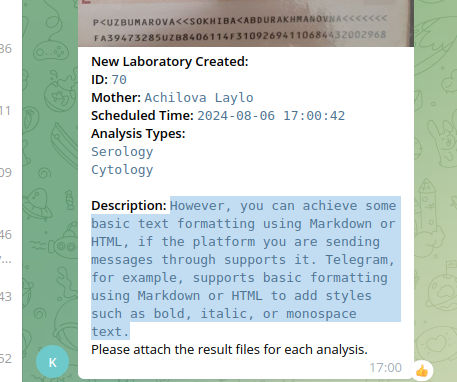 P<UZBUMAROVA<<SOKHIBA<ABDURAKHMANOVNA<<<<<<<
FA39473285UZB8406114F31092694110684432002968
36
New Laboratory Created:
ID: 70
Mother: Achilova Laylo
Scheduled Time: 2024-08-06 17:00:42
11
Analysis Types:
Serology
Cytology
09
Description: However, you can achieve some
basic text formatting using Markdown or
46
HTML, if the platform you are sending
messages through supports it. Telegram,
y...
for example, supports basic formatting
43
using Markdown or HTML to add styles
such as bold, italic, or monospace
text.
Please attach the result files for each analysis.
52
K
17:00